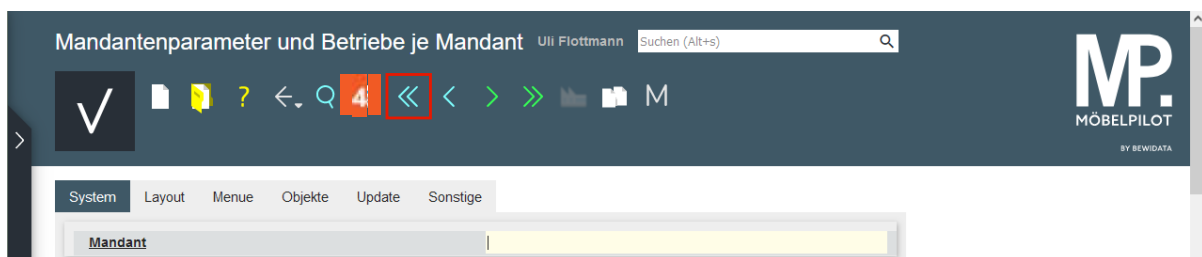 Mandantenparameter und Betriebe je Mandant Uli Flottmann Suchen (Alt+s)
? 4 M
MP.
MÖBELPILOT
BY BEWIDATA
System Layout Menue Objekte Update Sonstige
Mandant